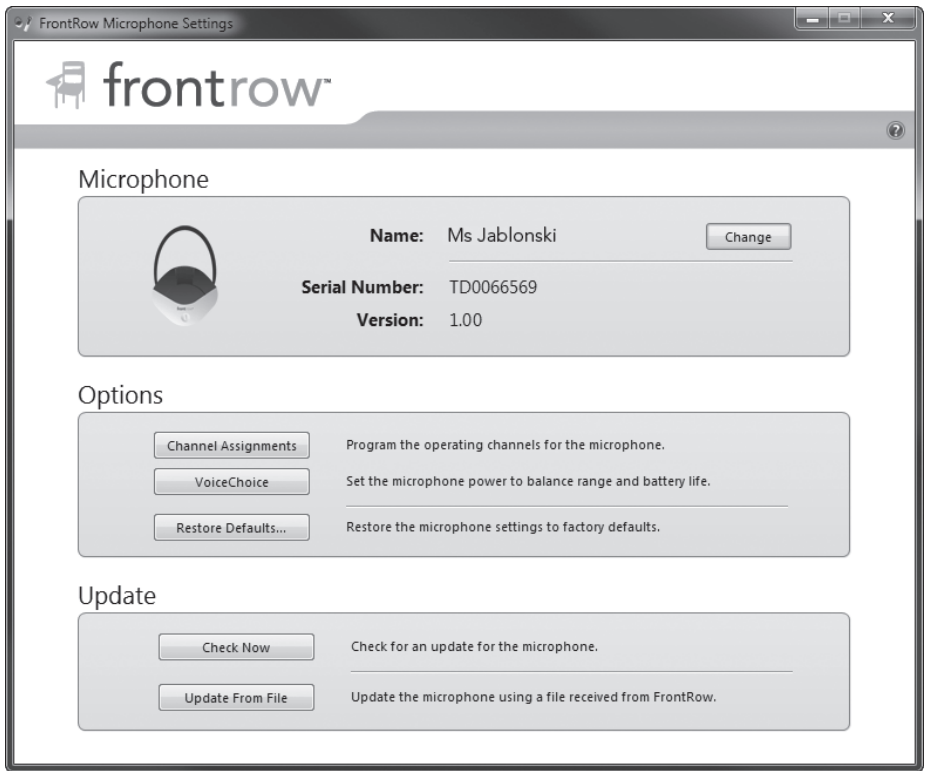 FrontRow Microphone Settings
frontrow™
?
Microphone
Name: Ms Jablonski Change
Serial Number: TD0066569
Version: 1.00
Options
Channel Assignments Program the operating channels for the microphone.
VoiceChoice Set the microphone power to balance range and battery life.
Restore Defaults... Restore the microphone settings to factory defaults.
Update
Check Now Check for an update for the microphone.
Update From File Update the microphone using a file received from FrontRow.